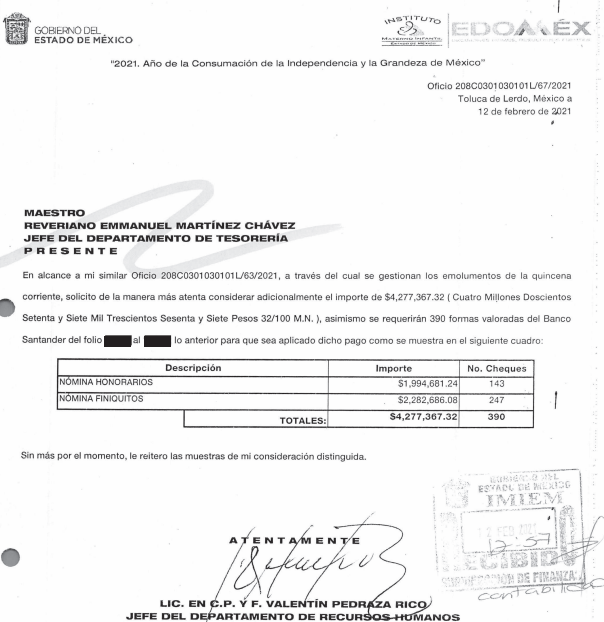 GOBIERNO DEL
ESTADO DE MÉXICO
INSTITUTO
MATERNO INFANTIL
ESTADO DE MÉXICO
EDOMÉX
"2021. Año de la Consumación de la Independencia y la Grandeza de México"
Oficio 208C0301030101L/67/2021
Toluca de Lerdo, México a
12 de febrero de 2021
MAESTRO
REVERIANO EMMANUEL MARTÍNEZ CHÁVEZ
JEFE DEL DEPARTAMENTO DE TESORERÍA
P R E S E N T E
En alcance a mi similar Oficio 208C0301030101L/63/2021, a través del cual se gestionan los emolumentos de la quincena
corriente, solicito de la manera más atenta considerar adicionalmente el importe de $4,277,367.32 ( Cuatro Millones Doscientos
Setenta y Siete Mil Trescientos Sesenta y Siete Pesos 32/100 M.N. ), asimismo se requerirán 390 formas valoradas del Banco
Santander del folio al lo anterior para que sea aplicado dicho pago como se muestra en el siguiente cuadro:
Descripción Importe No. Cheques
NÓMINA HONORARIOS $1,994,681.24 143
NÓMINA FINIQUITOS $2,282,686.08 247
TOTALES: $4,277,367.32 390
Sin más por el momento, le reitero las muestras de mi consideración distinguida.
GOBIERNO DEL
ESTADO DE MÉXICO
IMIEM
12 FEB 2021
12:57
RECIBIDO
SUBDIRECCIÓN DE FINANZAS
contabilidad
A T E N T A M E N T E
LIC. EN C.P. Y F. VALENTÍN PEDRAZA RICO
JEFE DEL DEPARTAMENTO DE RECURSOS HUMANOS